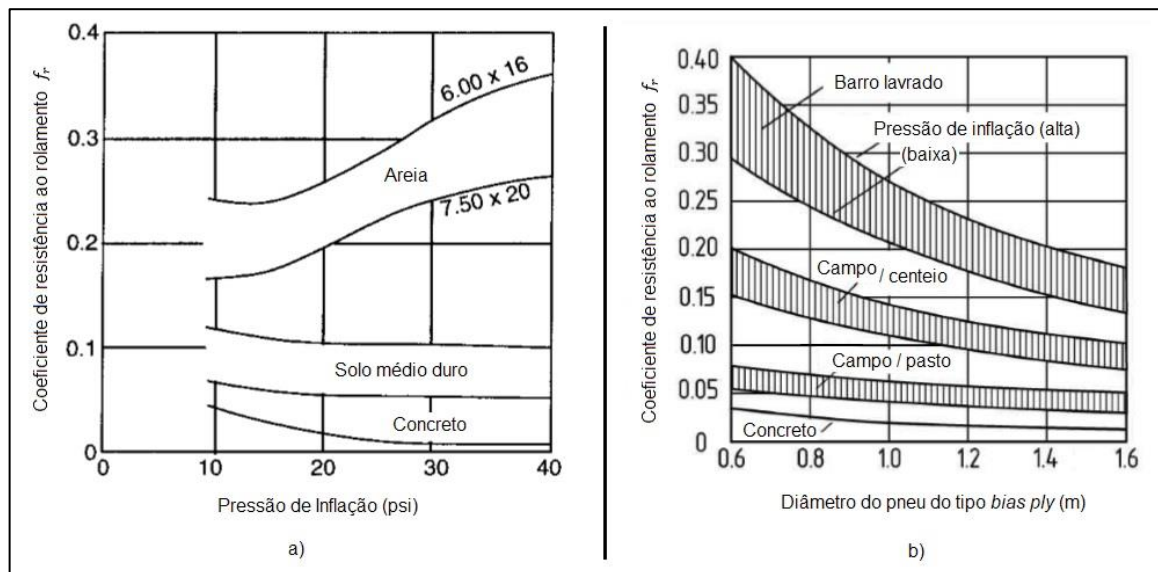 Coeficiente de resistência ao rolamento fr
0.4
0.3
0.2
0.1
0
0
10
20
30
40
6.00 x 16
Areia
7.50 x 20
Solo médio duro
Concreto
Pressão de Inflação (psi)
a)
Coeficiente de resistência ao rolamento fr
0.40
0.35
0.30
0.25
0.20
0.15
0.10
0.05
0
0.6
0.8
1.0
1.2
1.4
1.6
Barro lavrado
Pressão de inflação (alta)
(baixa)
Campo / centeio
Campo / pasto
Concreto
Diâmetro do pneu do tipo bias ply (m)
b)